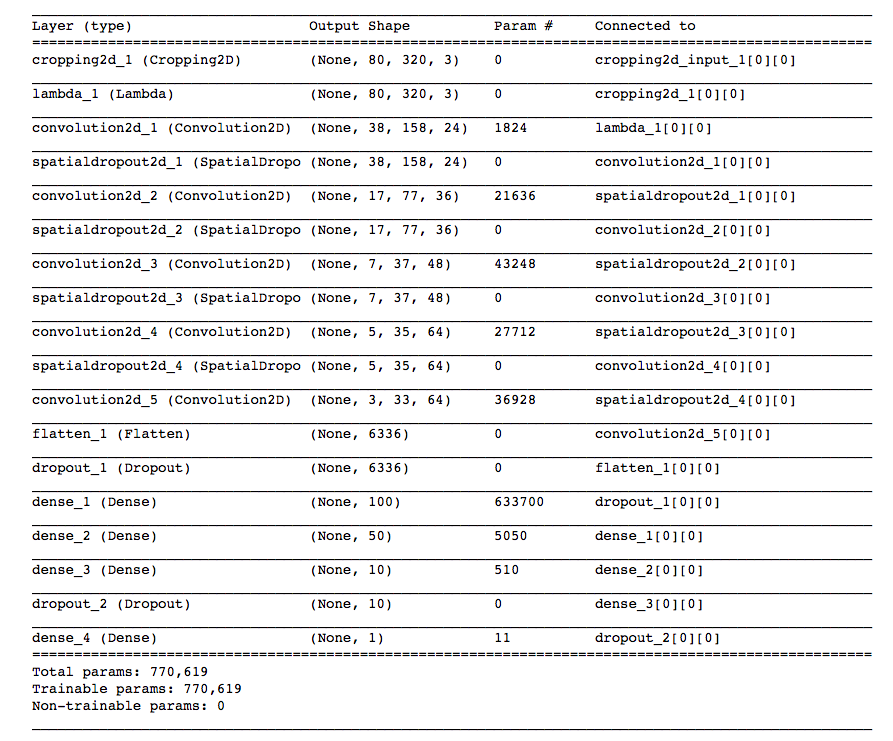 Layer (type) Output Shape Param # Connected to
cropping2d_1 (Cropping2D) (None, 80, 320, 3) 0 cropping2d_input_1[0][0]
lambda_1 (Lambda) (None, 80, 320, 3) 0 cropping2d_1[0][0]
convolution2d_1 (Convolution2D) (None, 38, 158, 24) 1824 lambda_1[0][0]
spatialdropout2d_1 (SpatialDropo (None, 38, 158, 24) 0 convolution2d_1[0][0]
convolution2d_2 (Convolution2D) (None, 17, 77, 36) 21636 spatialdropout2d_1[0][0]
spatialdropout2d_2 (SpatialDropo (None, 17, 77, 36) 0 convolution2d_2[0][0]
convolution2d_3 (Convolution2D) (None, 7, 37, 48) 43248 spatialdropout2d_2[0][0]
spatialdropout2d_3 (SpatialDropo (None, 7, 37, 48) 0 convolution2d_3[0][0]
convolution2d_4 (Convolution2D) (None, 5, 35, 64) 27712 spatialdropout2d_3[0][0]
spatialdropout2d_4 (SpatialDropo (None, 5, 35, 64) 0 convolution2d_4[0][0]
convolution2d_5 (Convolution2D) (None, 3, 33, 64) 36928 spatialdropout2d_4[0][0]
flatten_1 (Flatten) (None, 6336) 0 convolution2d_5[0][0]
dropout_1 (Dropout) (None, 6336) 0 flatten_1[0][0]
dense_1 (Dense) (None, 100) 633700 dropout_1[0][0]
dense_2 (Dense) (None, 50) 5050 dense_1[0][0]
dense_3 (Dense) (None, 10) 510 dense_2[0][0]
dropout_2 (Dropout) (None, 10) 0 dense_3[0][0]
dense_4 (Dense) (None, 1) 11 dropout_2[0][0]
Total params: 770,619
Trainable params: 770,619
Non-trainable params: 0